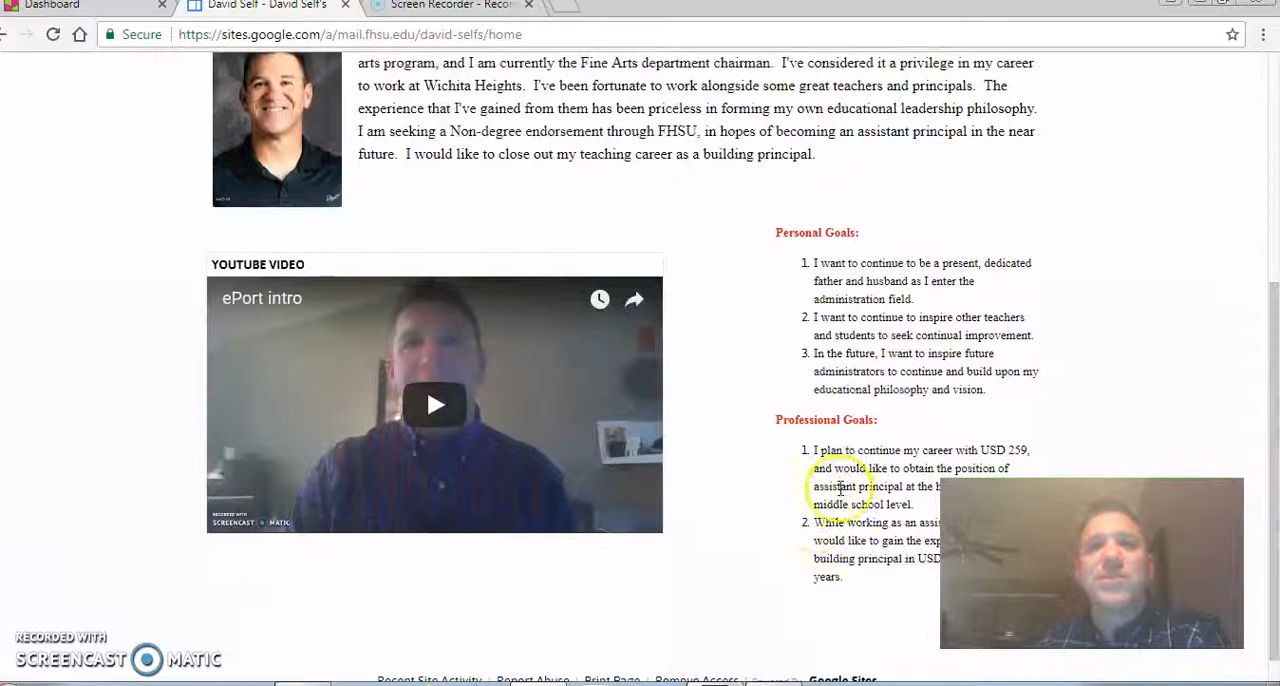 Dashboard
David Self - David Self's
Screen Recorder - Recor
Secure
https://sites.google.com/a/mail.fhsu.edu/david-selfs/home
arts program, and I am currently the Fine Arts department chairman. I've considered it a privilege in my career
to work at Wichita Heights. I've been fortunate to work alongside some great teachers and principals. The
experience that I've gained from them has been priceless in forming my own educational leadership philosophy.
I am seeking a Non-degree endorsement through FHSU, in hopes of becoming an assistant principal in the near
future. I would like to close out my teaching career as a building principal.
YOUTUBE VIDEO
ePort intro
RECORDED WITH
SCREENCAST MATIC
Personal Goals:
1. I want to continue to be a present, dedicated
father and husband as I enter the
administration field.
2. I want to continue to inspire other teachers
and students to seek continual improvement.
3. In the future, I want to inspire future
administrators to continue and build upon my
educational philosophy and vision.
Professional Goals:
1. I plan to continue my career with USD 259,
and would like to obtain the position of
assistant principal at the h
middle school level.
2. While working as an assi
would like to gain the exp
building principal in USD
years.
RECORDED WITH
SCREENCAST MATIC
Recent Site Activity Report Abuse Print Page Remove Access Google Sites